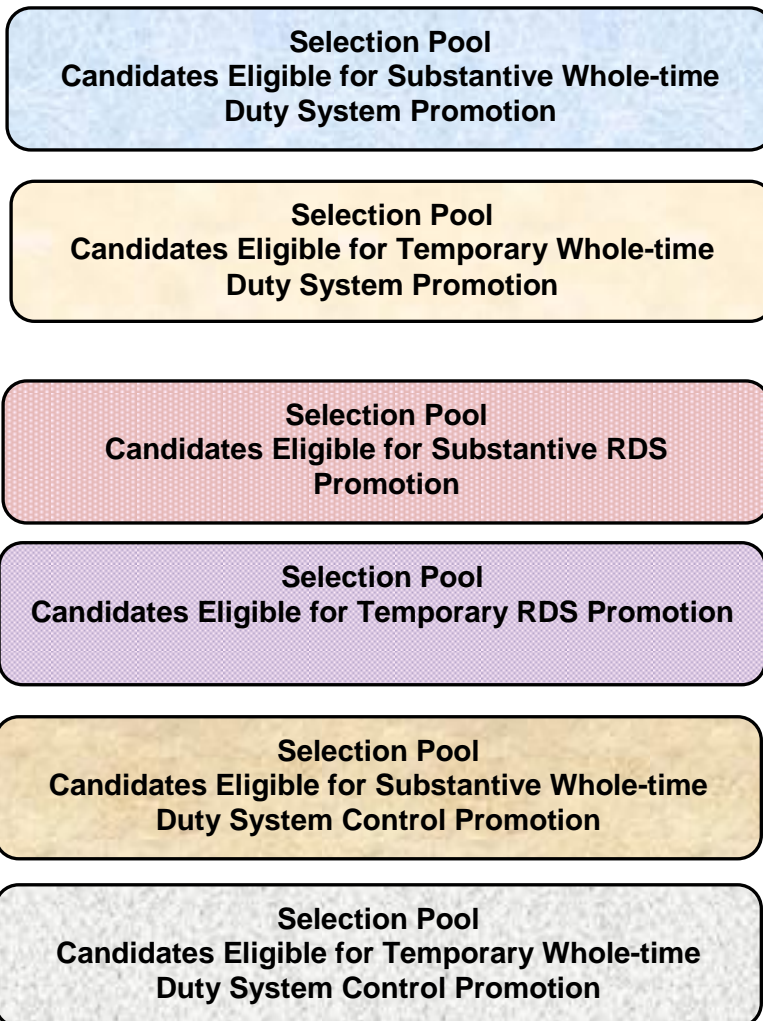 Selection Pool
Candidates Eligible for Substantive Whole-time
Duty System Promotion
Selection Pool
Candidates Eligible for Temporary Whole-time
Duty System Promotion
Selection Pool
Candidates Eligible for Substantive RDS
Promotion
Selection Pool
Candidates Eligible for Temporary RDS Promotion
Selection Pool
Candidates Eligible for Substantive Whole-time
Duty System Control Promotion
Selection Pool
Candidates Eligible for Temporary Whole-time
Duty System Control Promotion